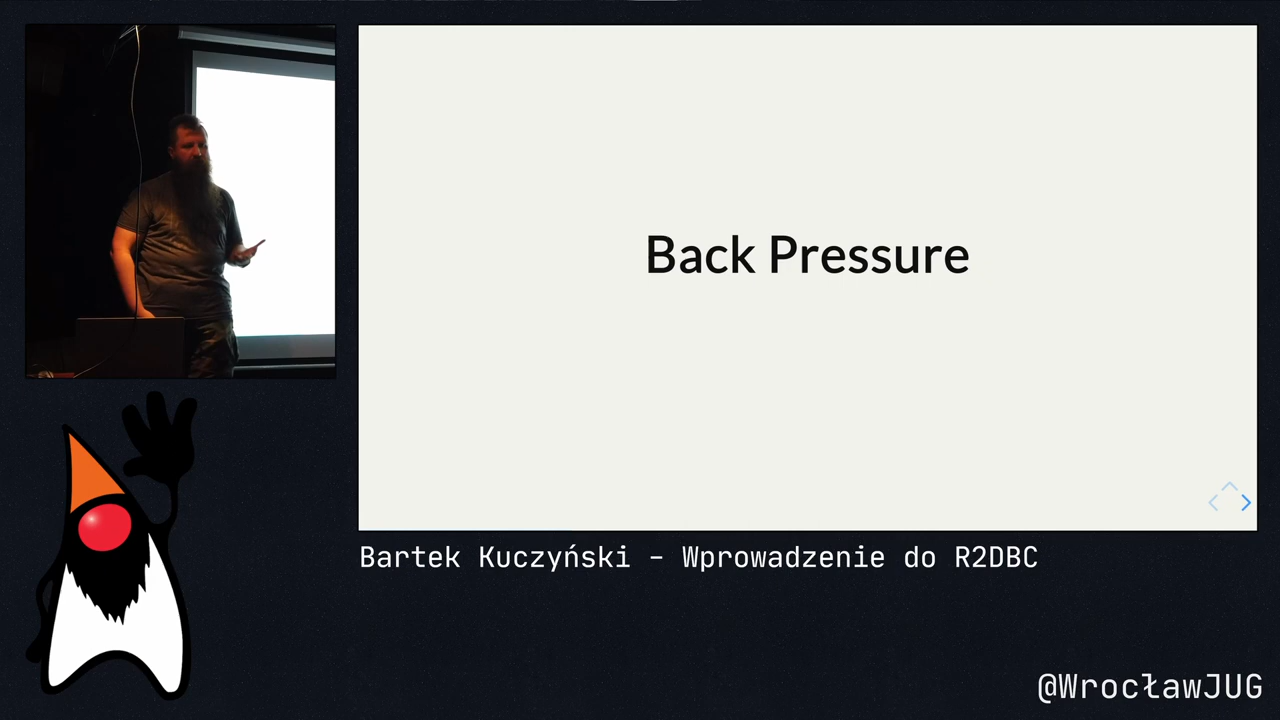 Back Pressure
Bartek Kuczyński – Wprowadzenie do R2DBC
@WrocławJUG